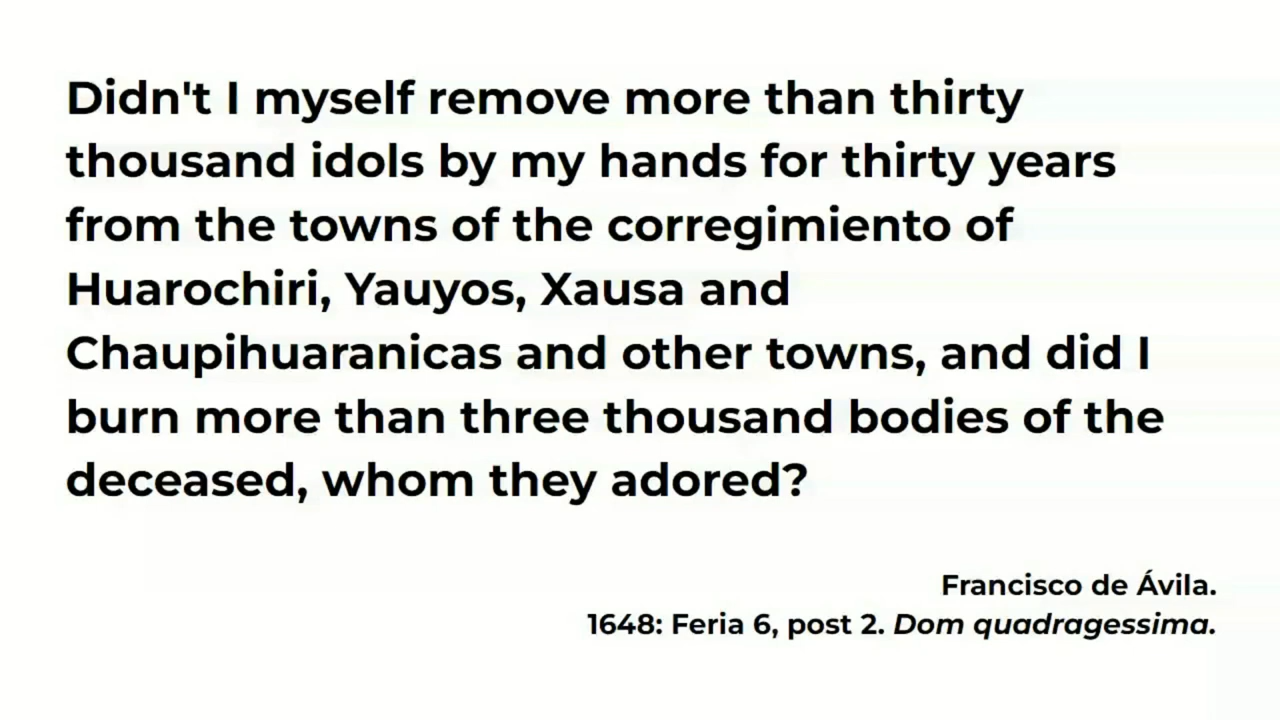 Didn't I myself remove more than thirty
thousand idols by my hands for thirty years
from the towns of the corregimiento of
Huarochiri, Yauyos, Xausa and
Chaupihuaranicas and other towns, and did I
burn more than three thousand bodies of the
deceased, whom they adored?
Francisco de Ávila.
1648: Feria 6, post 2. Dom quadragessima.